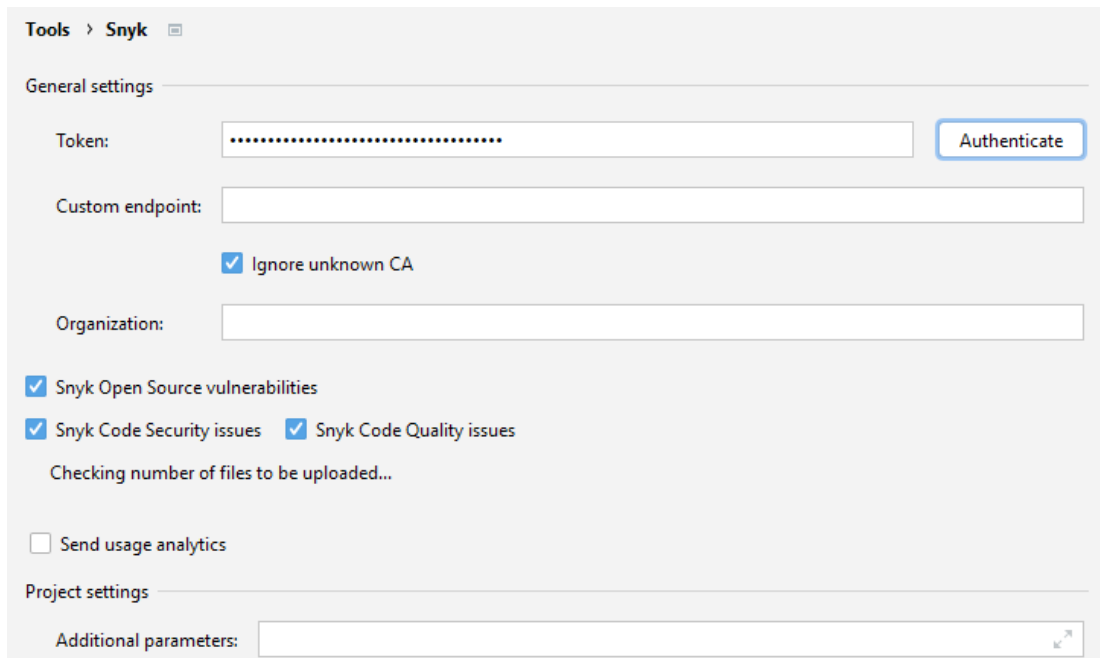 Tools › Snyk
General settings
Token: •••••••••••••••••••••••••••••••••••• Authenticate
Custom endpoint:
Ignore unknown CA
Organization:
Snyk Open Source vulnerabilities
Snyk Code Security issues Snyk Code Quality issues
Checking number of files to be uploaded...
Send usage analytics
Project settings
Additional parameters: